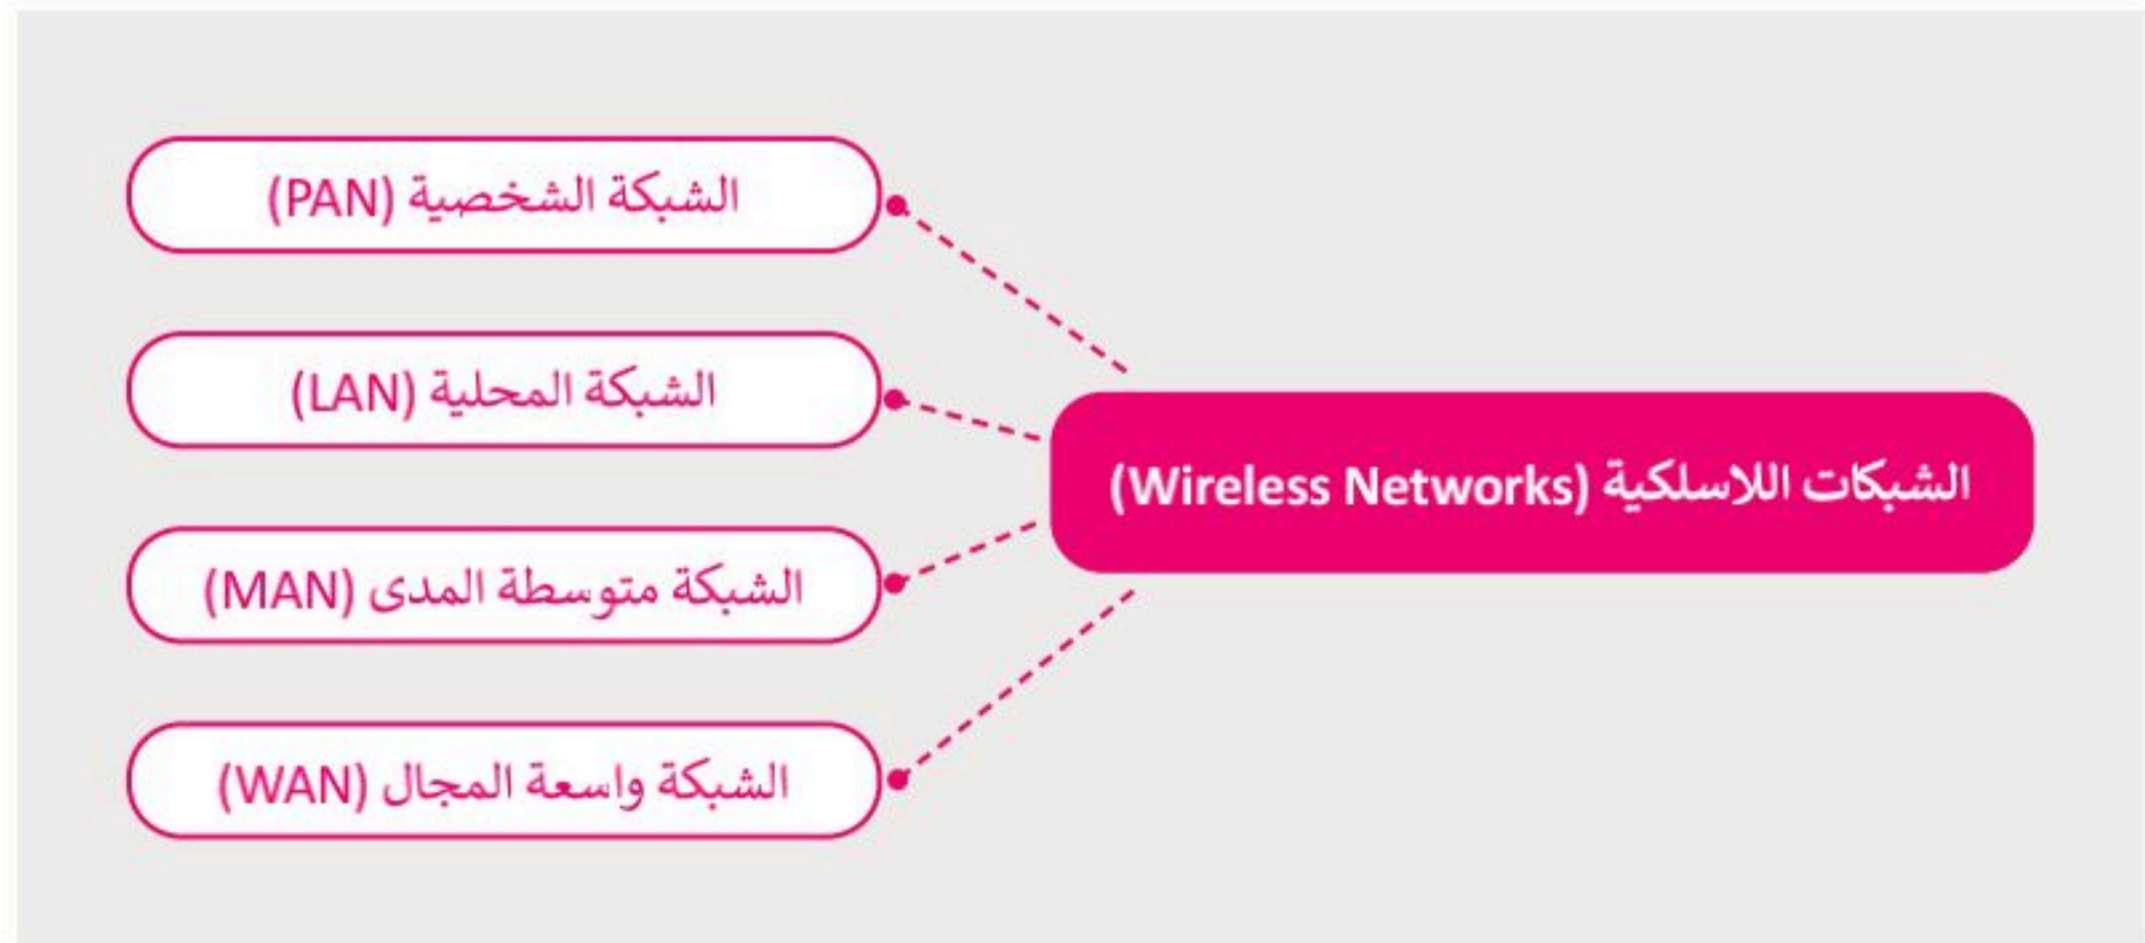 الشبكات اللاسلكية (Wireless Networks)
الشبكة الشخصية (PAN)
الشبكة المحلية (LAN)
الشبكة متوسطة المدى (MAN)
الشبكة واسعة المجال (WAN)